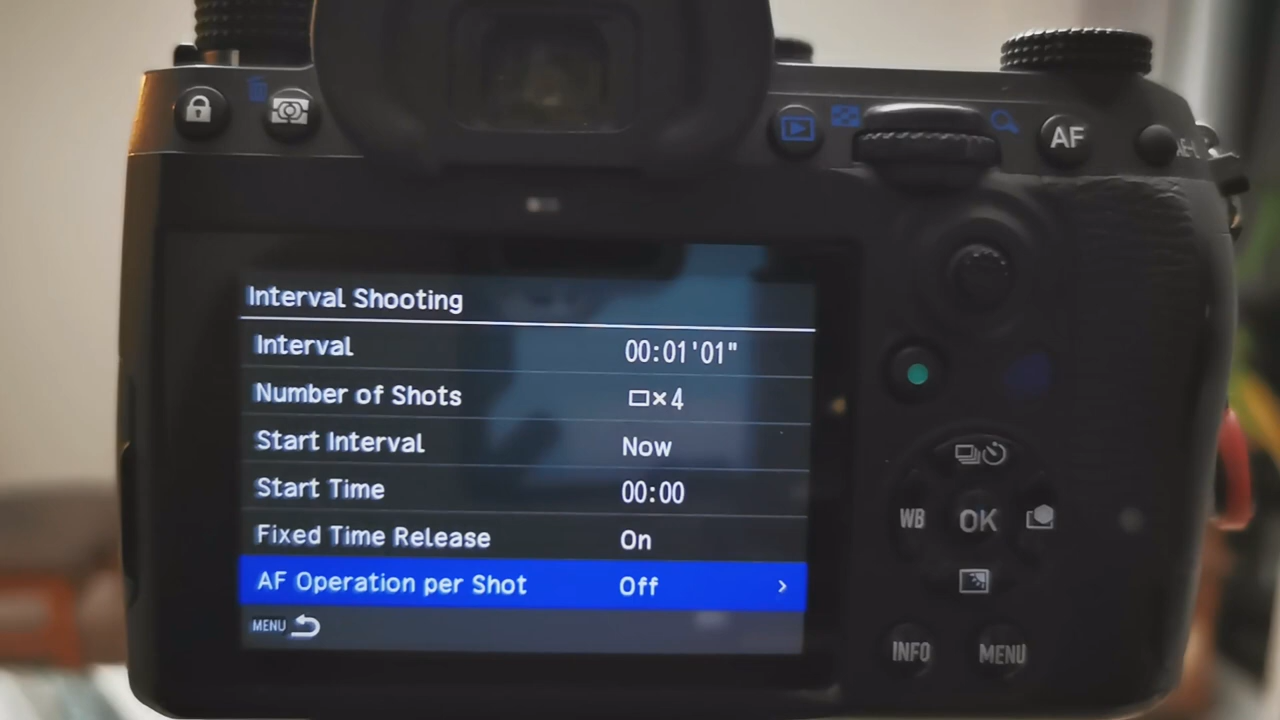 AF
AF-L
Interval Shooting
Interval 00:01'01"
Number of Shots ×4
Start Interval Now
Start Time 00:00
Fixed Time Release On
AF Operation per Shot Off >
MENU
WB OK
INFO MENU